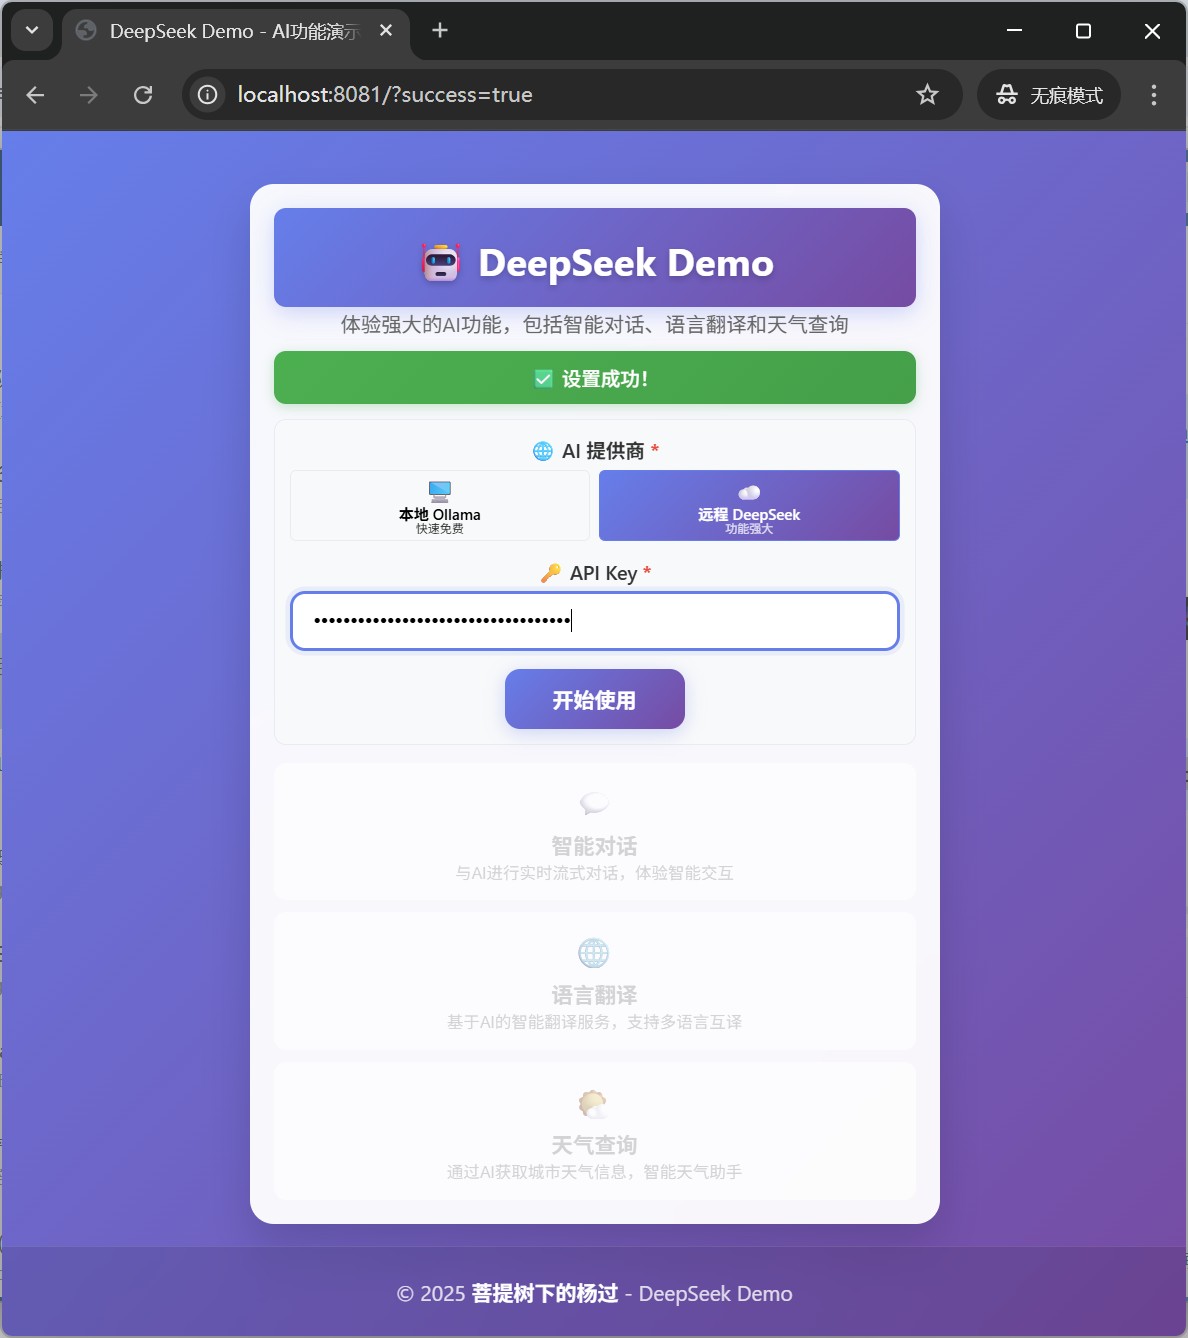 DeepSeek Demo - AI功能演示
localhost:8081/?success=true
无痕模式
DeepSeek Demo
体验强大的AI功能，包括智能对话、语言翻译和天气查询
设置成功！
AI 提供商 *
本地 Ollama
快速免费
远程 DeepSeek
功能强大
API Key *
开始使用
智能对话
与AI进行实时流式对话，体验智能交互
语言翻译
基于AI的智能翻译服务，支持多语言互译
天气查询
通过AI获取城市天气信息，智能天气助手
© 2025 菩提树下的杨过 - DeepSeek Demo